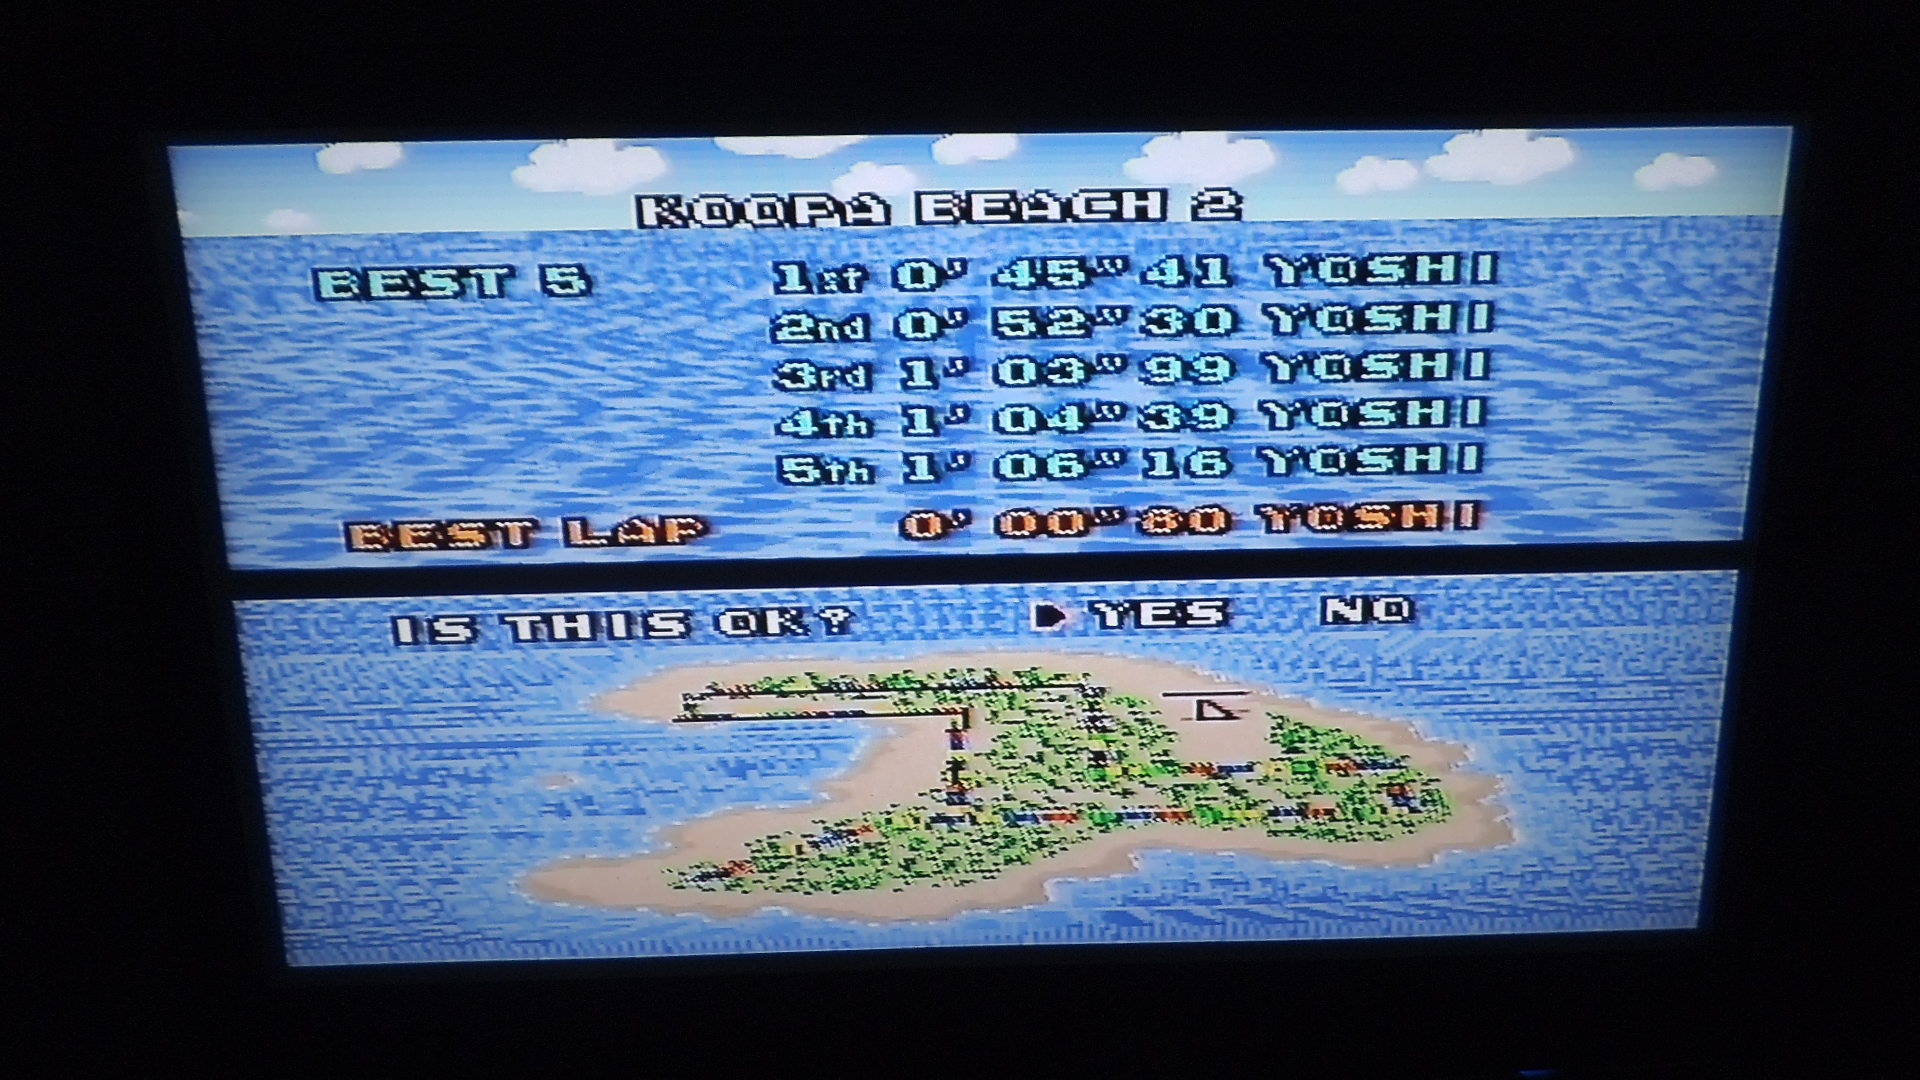 KOOPA BEACH 2
BEST 5 1st 0' 45" 41 YOSHI
2nd 0' 52" 30 YOSHI
3rd 1' 03" 99 YOSHI
4th 1' 04" 39 YOSHI
5th 1' 06" 16 YOSHI
BEST LAP 0' 00" 80 YOSHI
IS THIS OK? YES NO